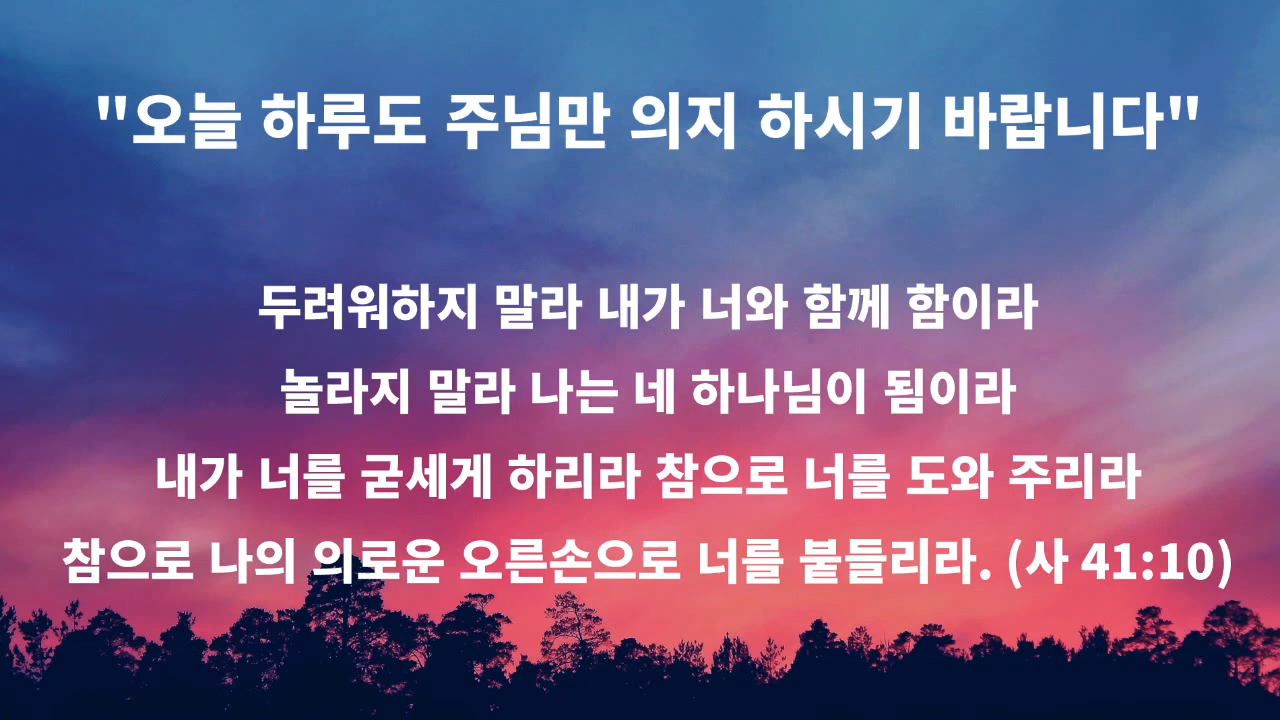 "오늘 하루도 주님만 의지 하시기 바랍니다"
두려워하지 말라 내가 너와 함께 함이라
놀라지 말라 나는 네 하나님이 됨이라
내가 너를 굳세게 하리라 참으로 너를 도와 주리라
참으로 나의 의로운 오른손으로 너를 붙들리라. (사 41:10)